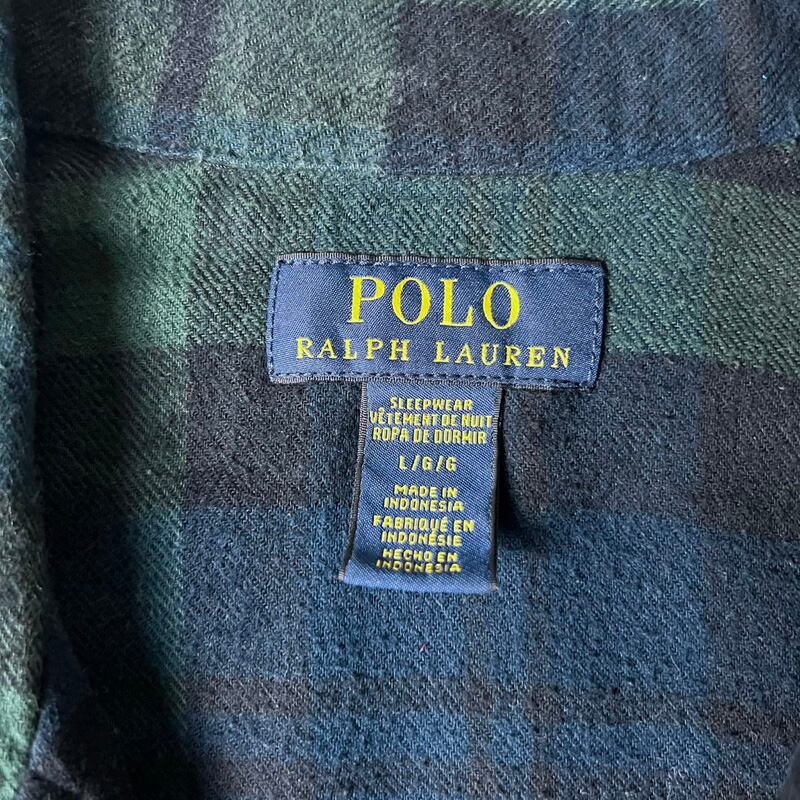 POLO
RALPH LAUREN
SLEEPWEAR
VÊTEMENT DE NUIT
ROPA DE DORMIR
L/G/G
MADE IN
INDONESIA
FABRIQUÉ EN
INDONÉSIE
HECHO EN
INDONESIA